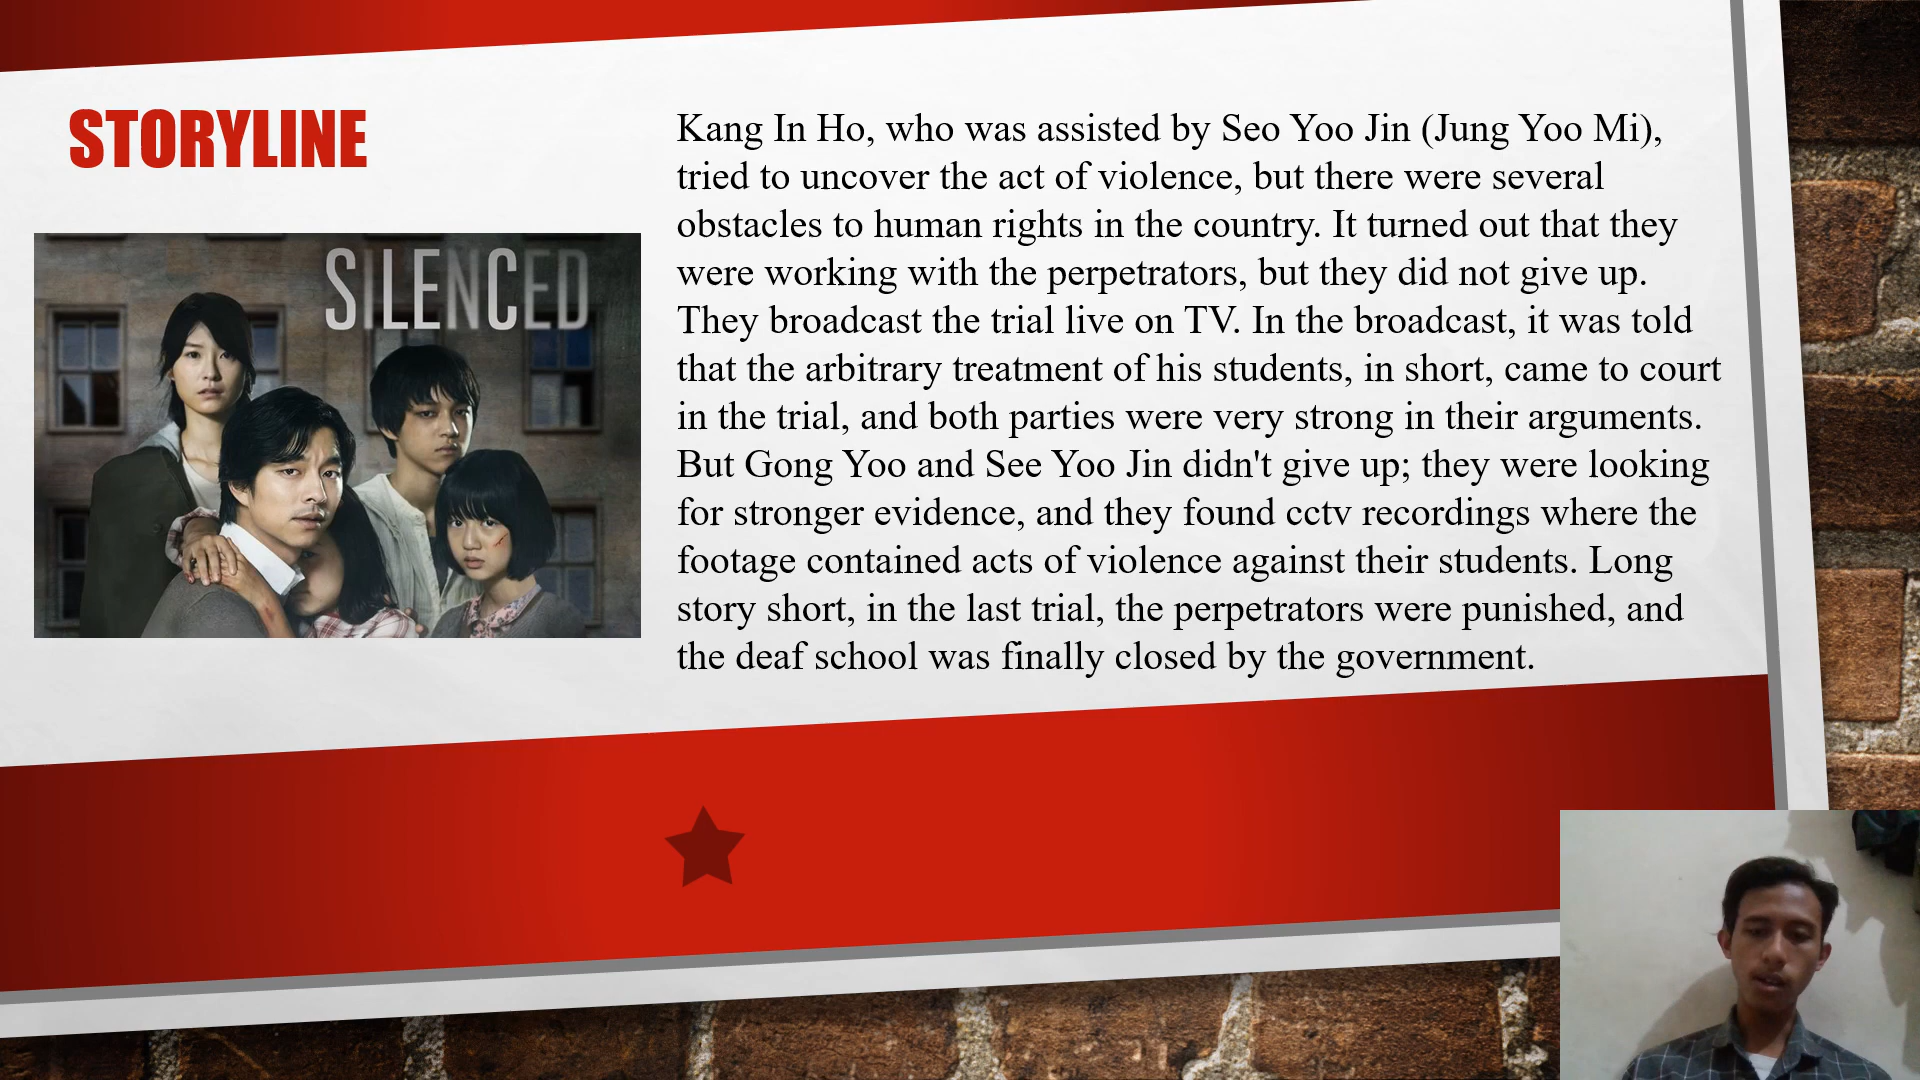 STORYLINE
SILENCED
Kang In Ho, who was assisted by Seo Yoo Jin (Jung Yoo Mi),
tried to uncover the act of violence, but there were several
obstacles to human rights in the country. It turned out that they
were working with the perpetrators, but they did not give up.
They broadcast the trial live on TV. In the broadcast, it was told
that the arbitrary treatment of his students, in short, came to court
in the trial, and both parties were very strong in their arguments.
But Gong Yoo and See Yoo Jin didn't give up; they were looking
for stronger evidence, and they found cctv recordings where the
footage contained acts of violence against their students. Long
story short, in the last trial, the perpetrators were punished, and
the deaf school was finally closed by the government.